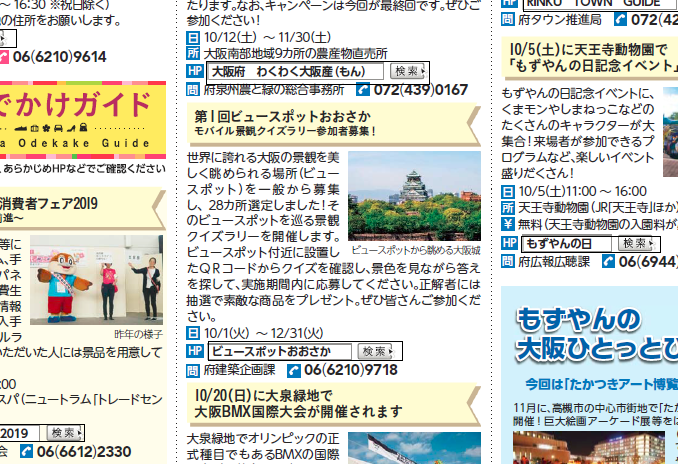 ～ 16:30 ※祝日除く）
の住所をお願いします。
06(6210)9614
でかけガイド
a Odekake Guide
、あらかじめHPなどでご確認ください
消費者フェア2019
前進～
等に
ム、手
パネ
費生
情報
入手
ルラ
昨年の様子
いただいた人には景品を用意して
:00
スパ（ニュートラム「トレードセン
2019 検索
会 06(6612)2330
たります。なお、キャンペーンは今回が最終回です。ぜひご
参加ください！
日 10/12(土) ～ 11/30(土)
所 大阪南部地域9カ所の農産物直売所
HP 大阪府　わくわく大阪産(もん) 検索
問 府泉州農と緑の総合事務所 072(439)0167
第1回ビュースポットおおさか
モバイル景観クイズラリー参加者募集！
世界に誇れる大阪の景観を美
しく眺められる場所（ビュー
スポット）を一般から募集
し、28カ所選定しました！そ
のビュースポットを巡る景観
クイズラリーを開催します。
ビュースポット付近に設置し
ビュースポットから眺める大阪城
たＱＲコードからクイズを確認し、景色を見ながら答え
を探して、実施期間内に応募してください。正解者には
抽選で素敵な商品をプレゼント。ぜひ皆さんご参加くだ
さい。
日 10/1(火) ～ 12/31(火)
HP ビュースポットおおさか 検索
問 府建築企画課 06(6210)9718
10/20(日)に大泉緑地で
大阪BMX国際大会が開催されます
大泉緑地でオリンピックの正
式種目でもあるBMXの国際
HP RINKU TOWN GUIDE
問 府タウン推進局 072(42
10/5(土)に天王寺動物園で
「もずやんの日記念イベント」
もずやんの日記念イベントに、
くまモンやしまねっこなどの
たくさんのキャラクターが大
集合！来場者が参加できるプ
ログラムなど、楽しいイベント
盛りだくさん！
日 10/5(土)11:00 ～ 16:00
所 天王寺動物園（JR「天王寺」ほか）
¥ 無料（天王寺動物園の入園料が
HP もずやんの日 検索
問 府広報広聴課 06(6944)
もずやんの
大阪ひとっとび
今回は「たかつきアート博覧
11月に、高槻市の中心市街地で「たか
開催！巨大絵画アーケード展等をは